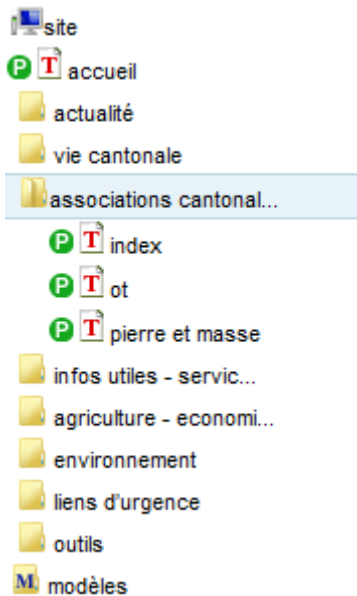 site
P T accueil
actualité
vie cantonale
associations cantonal...
P T index
P T ot
P T pierre et masse
infos utiles - servic...
agriculture - economi...
environnement
liens d'urgence
outils
M modèles